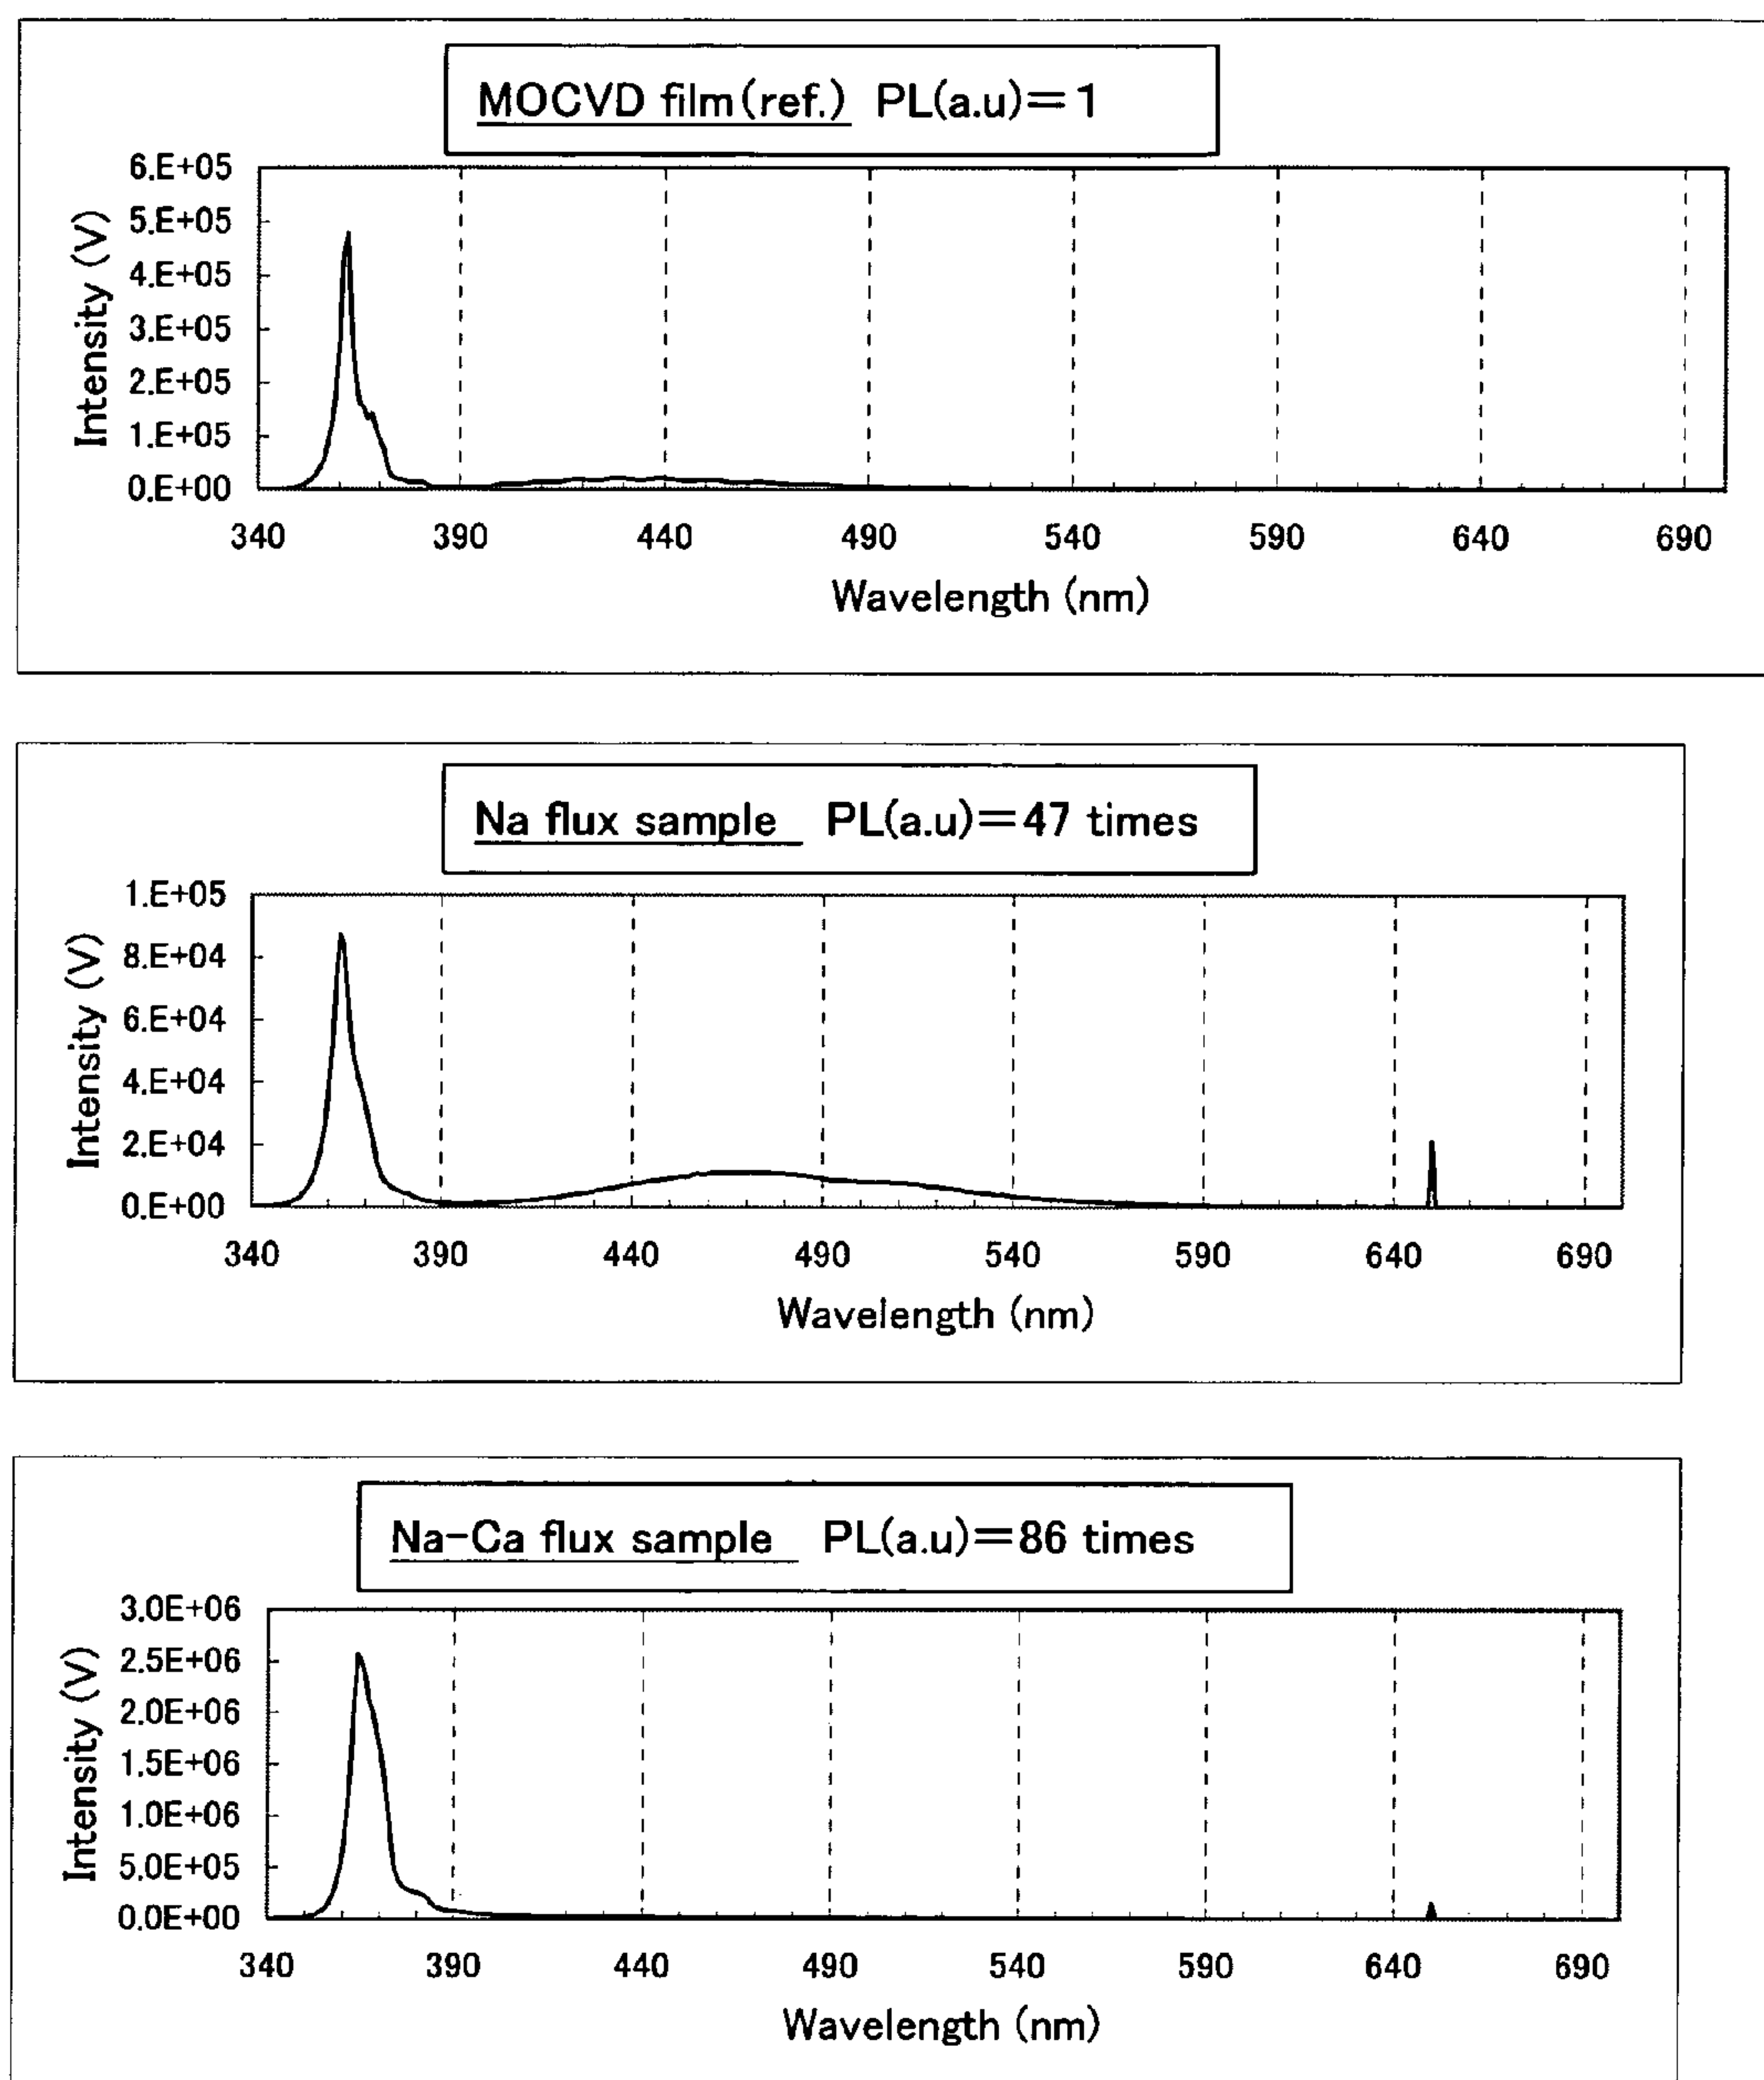 MOCVD film(ref.) PL(a.u)=1
6.E+05
5.E+05
4.E+05
3.E+05
2.E+05
1.E+05
0.E+00
Intensity (V)
340 390 440 490 540 590 640 690
Wavelength (nm)
Na flux sample PL(a.u)=47 times
1.E+05
8.E+04
6.E+04
4.E+04
2.E+04
0.E+00
Intensity (V)
340 390 440 490 540 590 640 690
Wavelength (nm)
Na-Ca flux sample PL(a.u)=86 times
3.0E+06
2.5E+06
2.0E+06
1.5E+06
1.0E+06
5.0E+05
0.0E+00
Intensity (V)
340 390 440 490 540 590 640 690
Wavelength (nm)